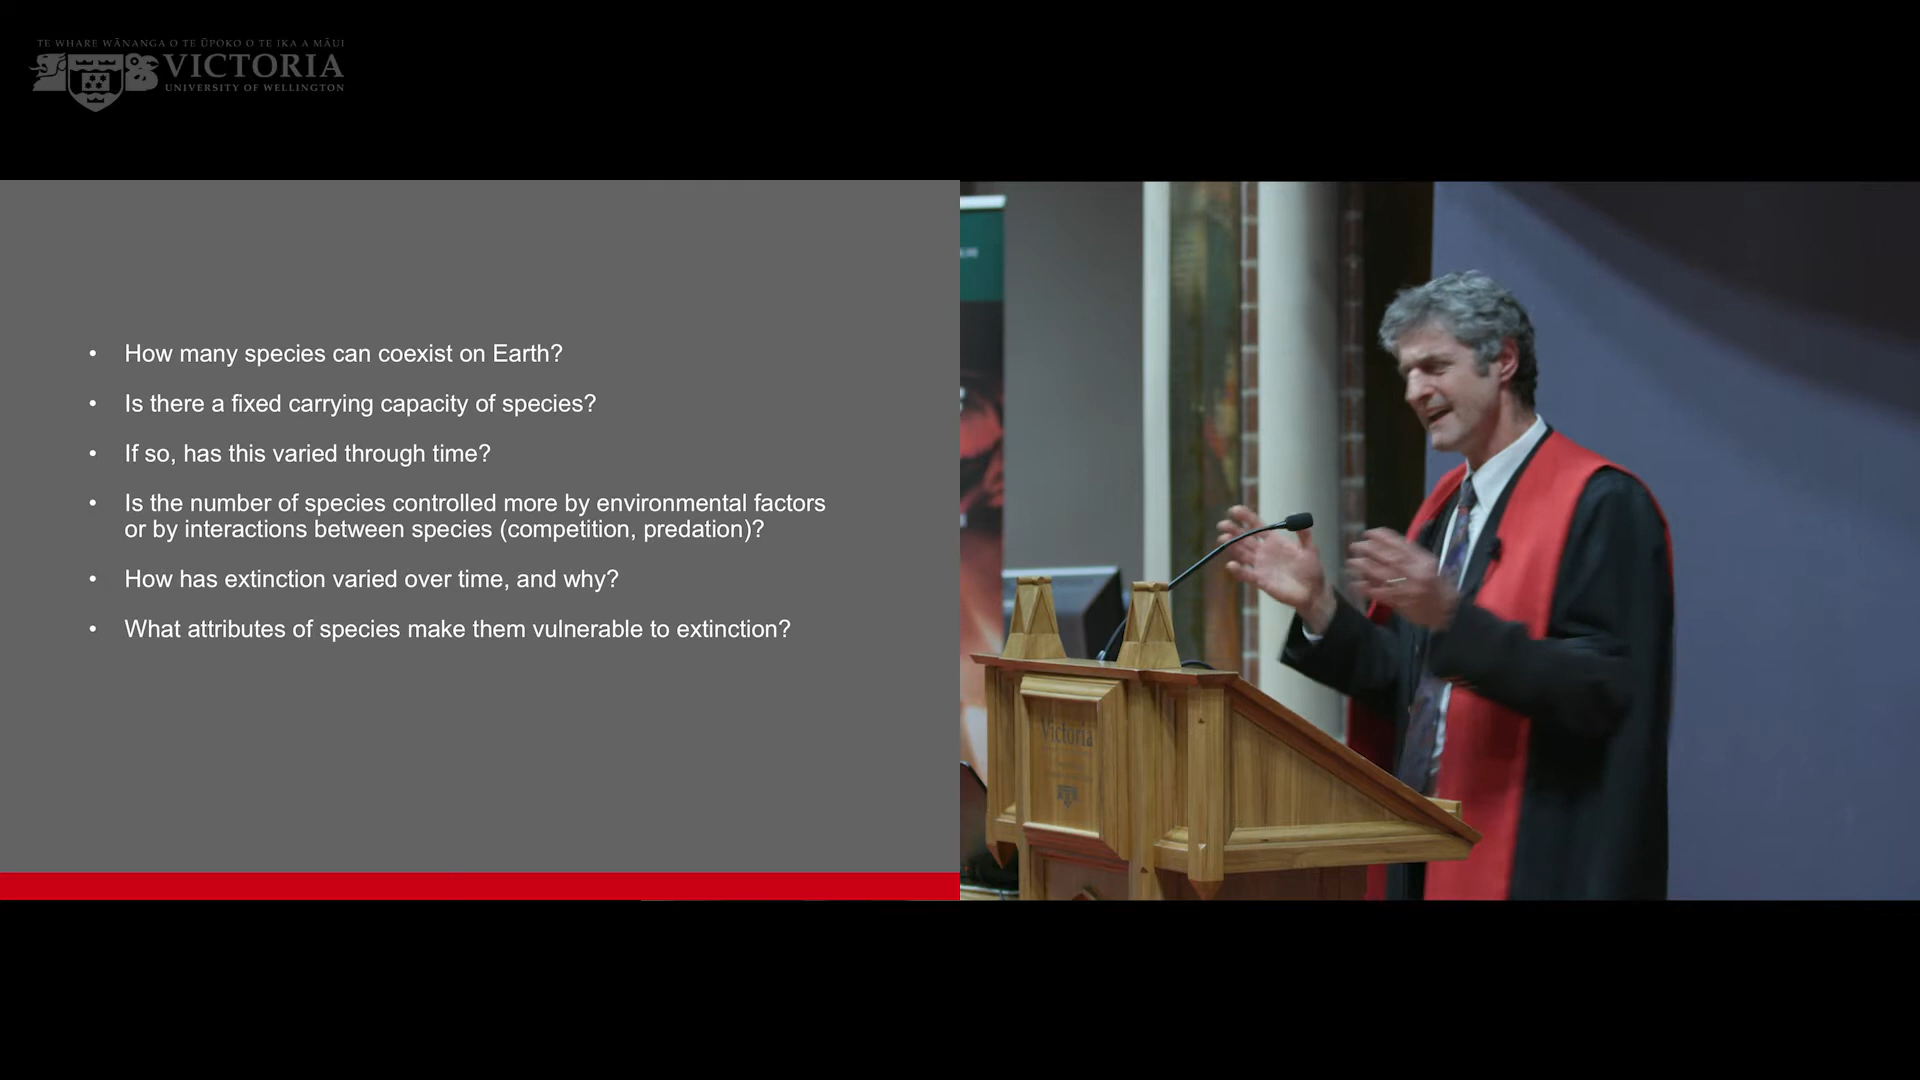 TE WHARE WĀNANGA O TE ŪPOKO O TE IKA A MĀUI
VICTORIA
UNIVERSITY OF WELLINGTON
• How many species can coexist on Earth?
• Is there a fixed carrying capacity of species?
• If so, has this varied through time?
• Is the number of species controlled more by environmental factors
or by interactions between species (competition, predation)?
• How has extinction varied over time, and why?
• What attributes of species make them vulnerable to extinction?
Victoria